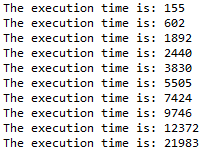 The execution time is: 155
The execution time is: 602
The execution time is: 1892
The execution time is: 2440
The execution time is: 3830
The execution time is: 5505
The execution time is: 7424
The execution time is: 9746
The execution time is: 12372
The execution time is: 21983